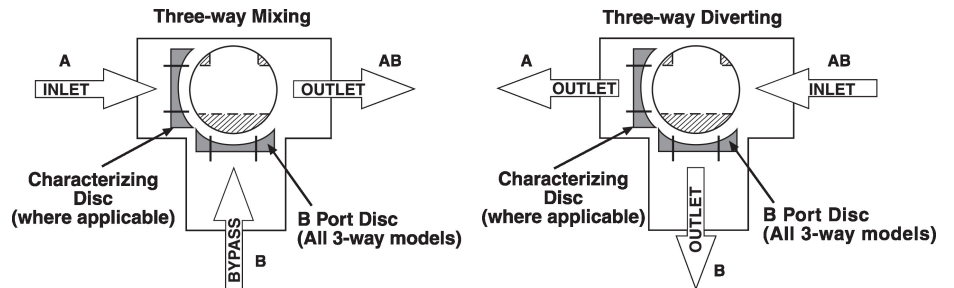 Three-way Mixing
A
AB
INLET
OUTLET
Characterizing
Disc
(where applicable)
B Port Disc
(All 3-way models)
BYPASS
B
Three-way Diverting
A
AB
OUTLET
INLET
Characterizing
Disc
(where applicable)
OUTLET
B Port Disc
(All 3-way models)
B